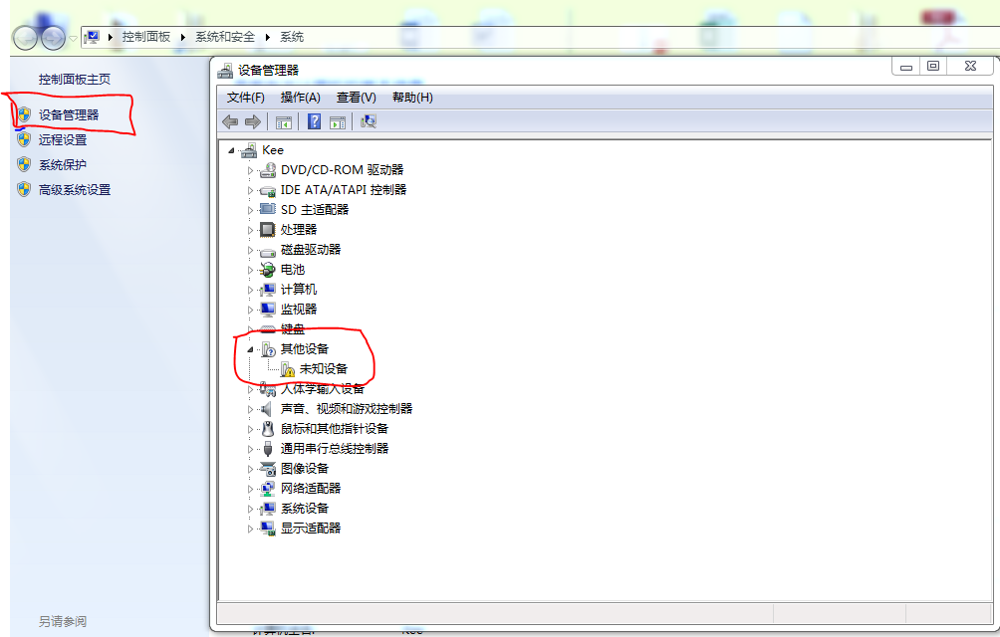 控制面板 ▸ 系统和安全 ▸ 系统
控制面板主页
设备管理器
远程设置
系统保护
高级系统设置
另请参阅
设备管理器
文件(F) 操作(A) 查看(V) 帮助(H)
Kee
DVD/CD-ROM 驱动器
IDE ATA/ATAPI 控制器
SD 主适配器
处理器
磁盘驱动器
电池
计算机
监视器
键盘
其他设备
未知设备
人体学输入设备
声音、视频和游戏控制器
鼠标和其他指针设备
通用串行总线控制器
图像设备
网络适配器
系统设备
显示适配器